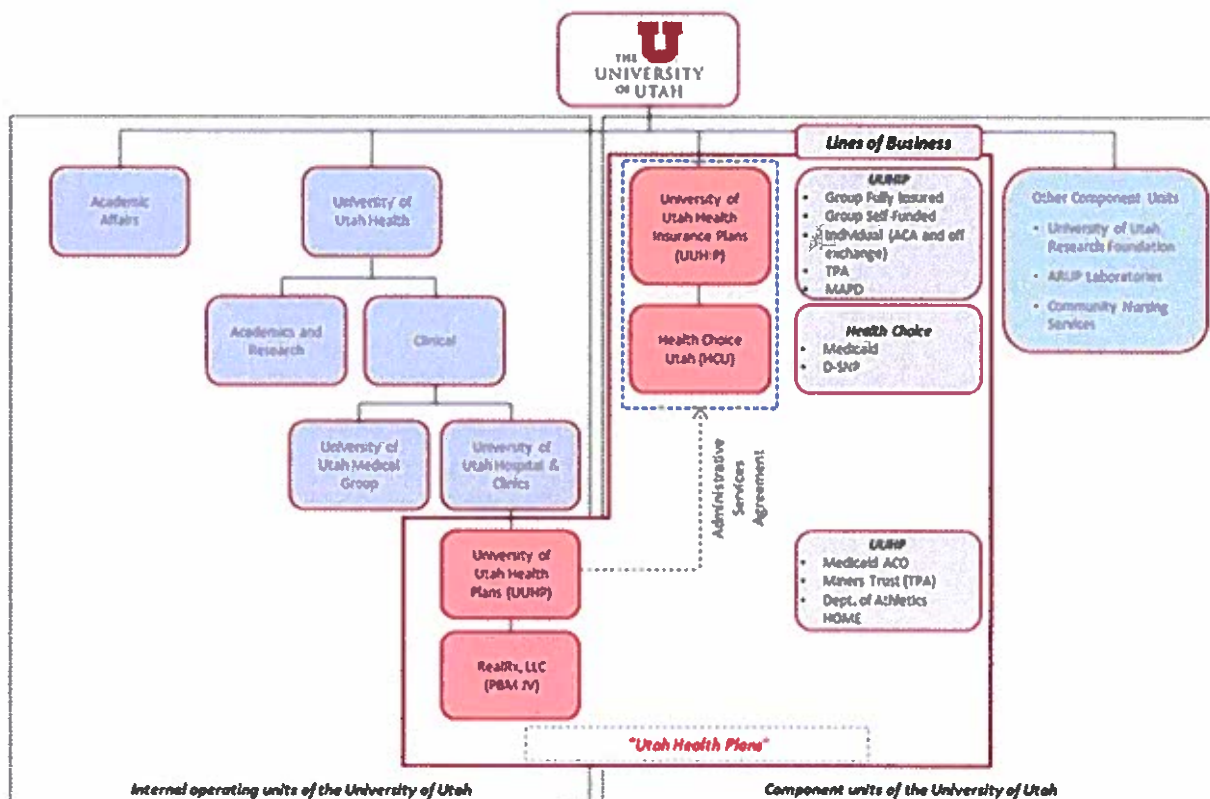 THE
UNIVERSITY
OF UTAH
Lines of Business
Academic
Affairs
University of
Utah Health
University of
Utah Health
Insurance Plans
(UUHIP)
UUHIP
• Group Fully Insured
• Group Self-Funded
• Individual (ACA and off
exchange)
• TPA
• MAPD
Other Component Units
• University of Utah
Research Foundation
• ARUP Laboratories
• Community Nursing
Services
Academics and
Research
Clinical
Health Choice
Utah (HCU)
Health Choice
• Medicaid
• D-SNP
University of
Utah Medical
Group
University of
Utah Hospital &
Clinics
Administrative
Services
Agreement
University of
Utah Health
Plans (UUHP)
UUHP
• Medicaid ACO
• Miners Trust (TPA)
• Dept. of Athletics
HOME
RealRx, LLC
(PBM JV)
"Utah Health Plans"
Internal operating units of the University of Utah
Component units of the University of Utah